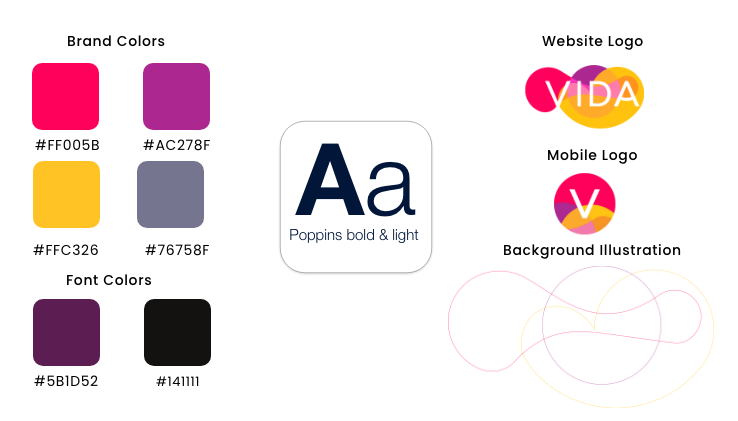 Brand Colors
#FF005B
#AC278F
#FFC326
#76758F
Font Colors
#5B1D52
#141111
Aa
Poppins bold & light
Website Logo
VIDA
Mobile Logo
V
Background Illustration